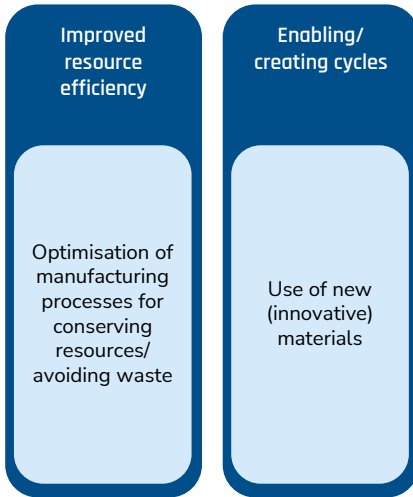 Improved
resource
efficiency
Optimisation of
manufacturing
processes for
conserving
resources/
avoiding waste
Enabling/
creating cycles
Use of new
(innovative)
materials